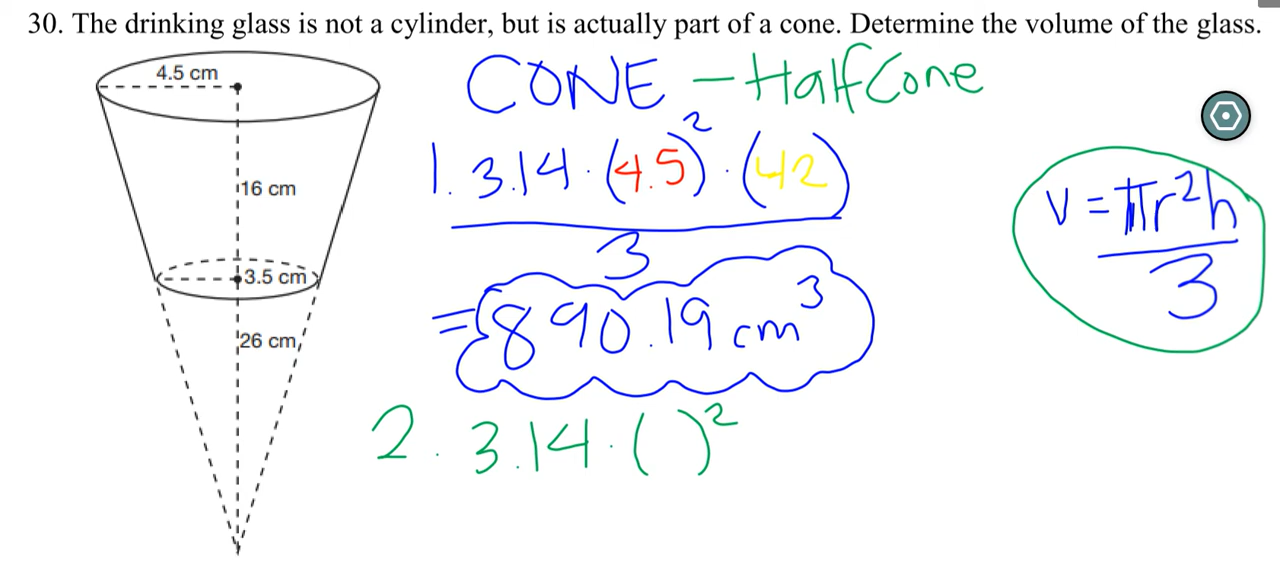 30. The drinking glass is not a cylinder, but is actually part of a cone. Determine the volume of the glass.
4.5 cm
16 cm
3.5 cm
26 cm
CONE - Half Cone
1. 3.14 · (4.5)² · (42)
3
= 890.19 cm³
2. 3.14 · ( )²
V = πr²h
3